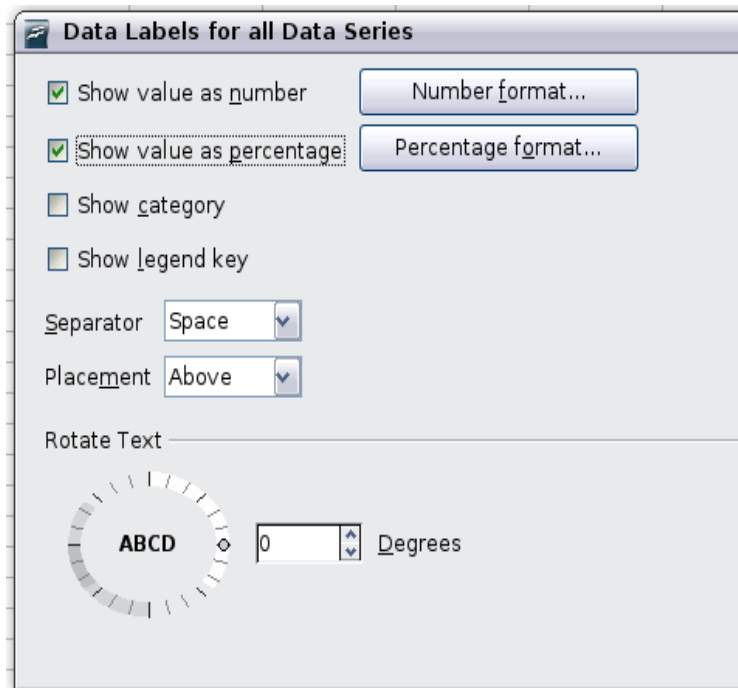 Data Labels for all Data Series
Show value as number Number format...
Show value as percentage Percentage format...
Show category
Show legend key
Separator Space
Placement Above
Rotate Text
ABCD 0 Degrees